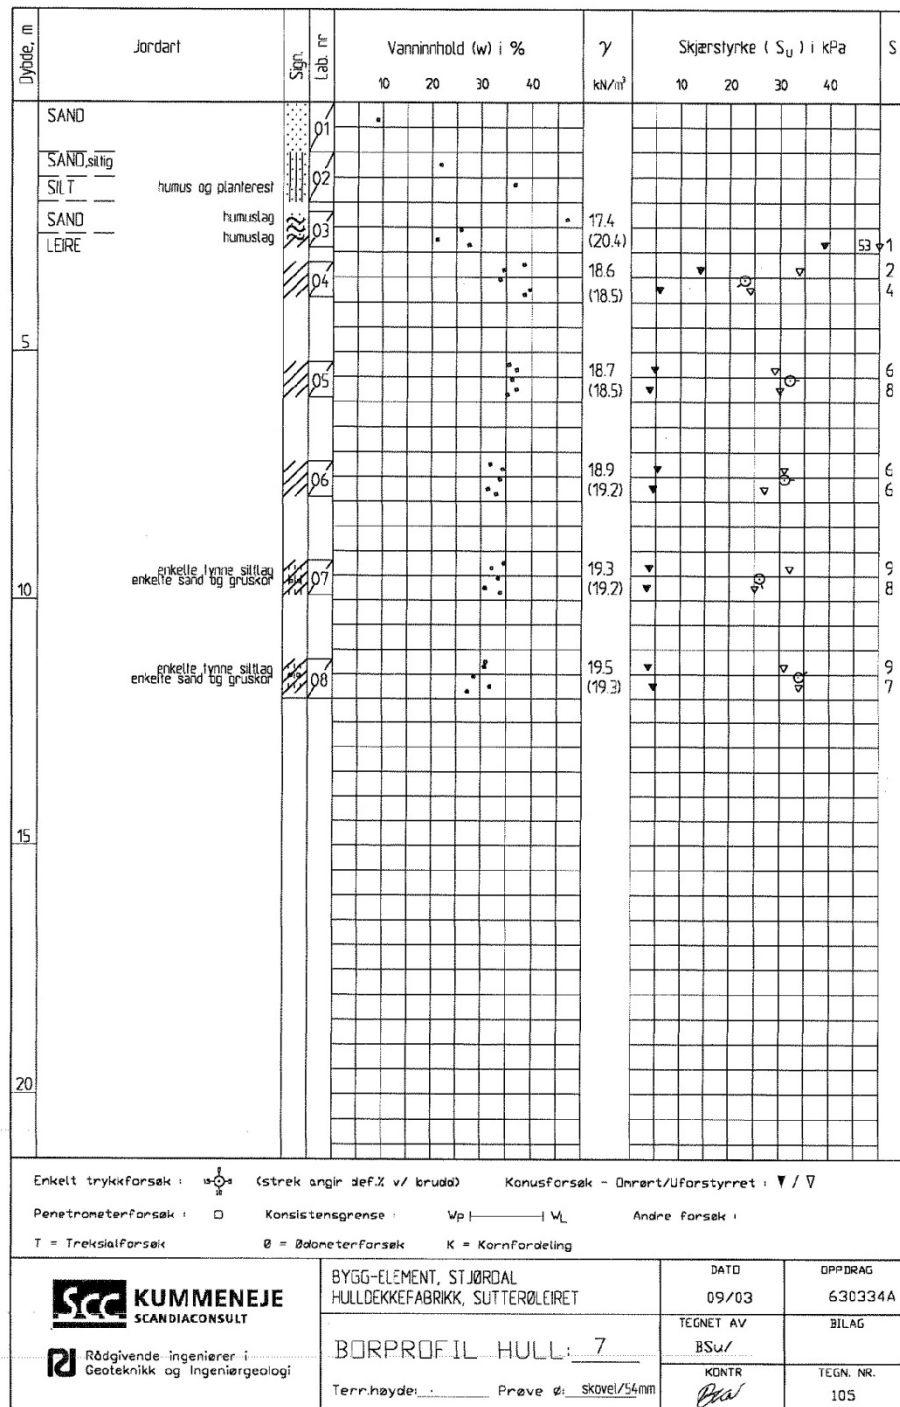 Dybde, m Jordart Sign. Lab. nr Vanninnhold (w) i % γ Skjærstyrke ( Su ) i kPa S
10 20 30 40 kN/m³ 10 20 30 40
SAND 01
SAND,siltig
02
SILT humus og planterest
SAND humuslag 03 17.4
LEIRE humuslag (20.4) 53 1
04 18.6 2
(18.5) 4
5
05 18.7 6
(18.5) 8
06 18.9 6
(19.2) 6
enkelte tynne siltlag 07 19.3 9
enkelte sand og gruskor (19.2) 8
10
enkelte tynne siltlag 08 19.5 9
enkelte sand og gruskor (19.3) 7
15
20
Enkelt trykkforsøk : (strek angir def.% v/ brudd) Konusforsøk - Omrørt/Uforstyrret : ▼ / ▽
Penetrometerforsøk : □ Konsistensgrense : Wp WL Andre forsøk :
T = Treksialforsøk Ø = Ødometerforsøk K = Kornfordeling
SCC KUMMENEJE
SCANDIACONSULT
Rådgivende ingeniører i
Geoteknikk og Ingeniørgeologi
BYGG-ELEMENT, STJØRDAL
HULLDEKKEFABRIKK, SUTTERØLEIRET
BORPROFIL HULL: 7
Terr.høyde: Prøve ø: skovel/54mm
DATO OPPDRAG
09/03 630334A
TEGNET AV BILAG
BSu/
KONTR TEGN. NR.
105